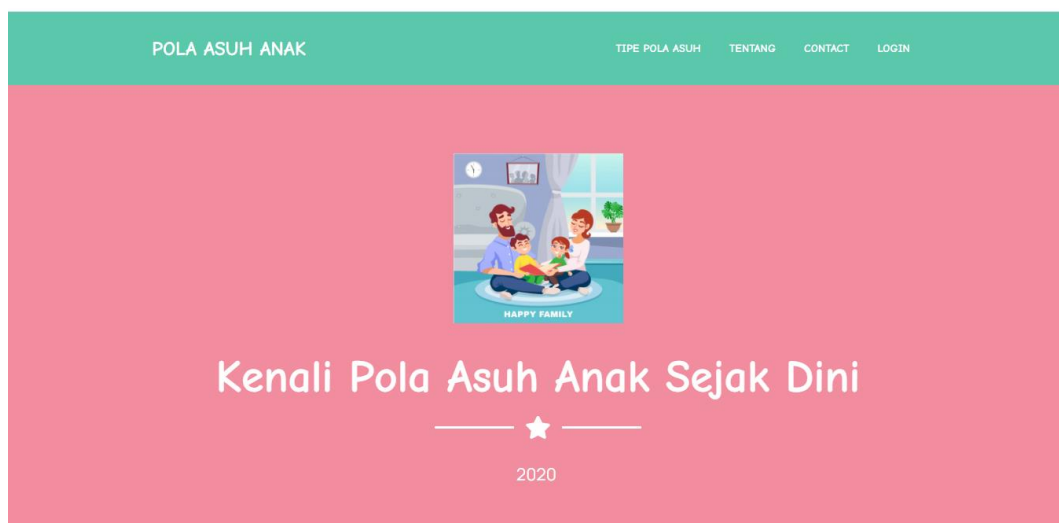 POLA ASUH ANAK
TIPE POLA ASUH TENTANG CONTACT LOGIN
HAPPY FAMILY
Kenali Pola Asuh Anak Sejak Dini
2020